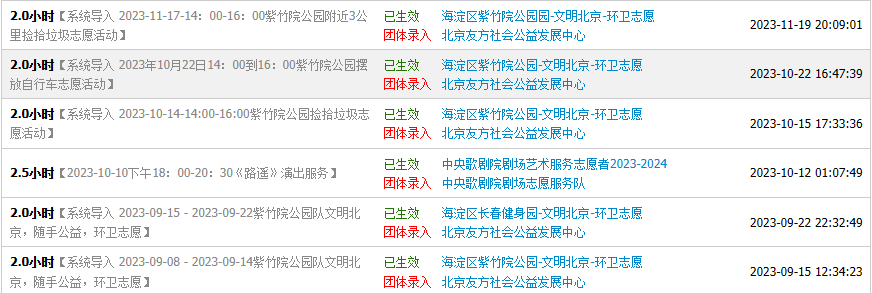 2.0小时【系统导入 2023-11-17-14：00-16：00紫竹院公园附近3公
里捡拾垃圾志愿活动】
已生效
团体录入
海淀区紫竹院公园园-文明北京-环卫志愿
北京友方社会公益发展中心
2023-11-19 20:09:01
2.0小时【系统导入 2023年10月22日14：00到16：00紫竹院公园摆
放自行车志愿活动】
已生效
团体录入
海淀区紫竹院公园-文明北京-环卫志愿
北京友方社会公益发展中心
2023-10-22 16:47:39
2.0小时【系统导入 2023-10-14-14:00-16:00紫竹院公园捡拾垃圾志
愿活动】
已生效
团体录入
海淀区紫竹院公园-文明北京-环卫志愿
北京友方社会公益发展中心
2023-10-15 17:33:36
2.5小时【2023-10-10下午18：00-20：30《路遥》演出服务】
已生效
团体录入
中央歌剧院剧场艺术服务志愿者2023-2024
中央歌剧院剧场志愿服务队
2023-10-12 01:07:49
2.0小时【系统导入 2023-09-15 - 2023-09-22紫竹院公园队文明北
京，随手公益，环卫志愿】
已生效
团体录入
海淀区长春健身园-文明北京-环卫志愿
北京友方社会公益发展中心
2023-09-22 22:32:49
2.0小时【系统导入 2023-09-08 - 2023-09-14紫竹院公园队文明北
京，随手公益，环卫志愿】
已生效
团体录入
海淀区紫竹院公园-文明北京-环卫志愿
北京友方社会公益发展中心
2023-09-15 12:34:23